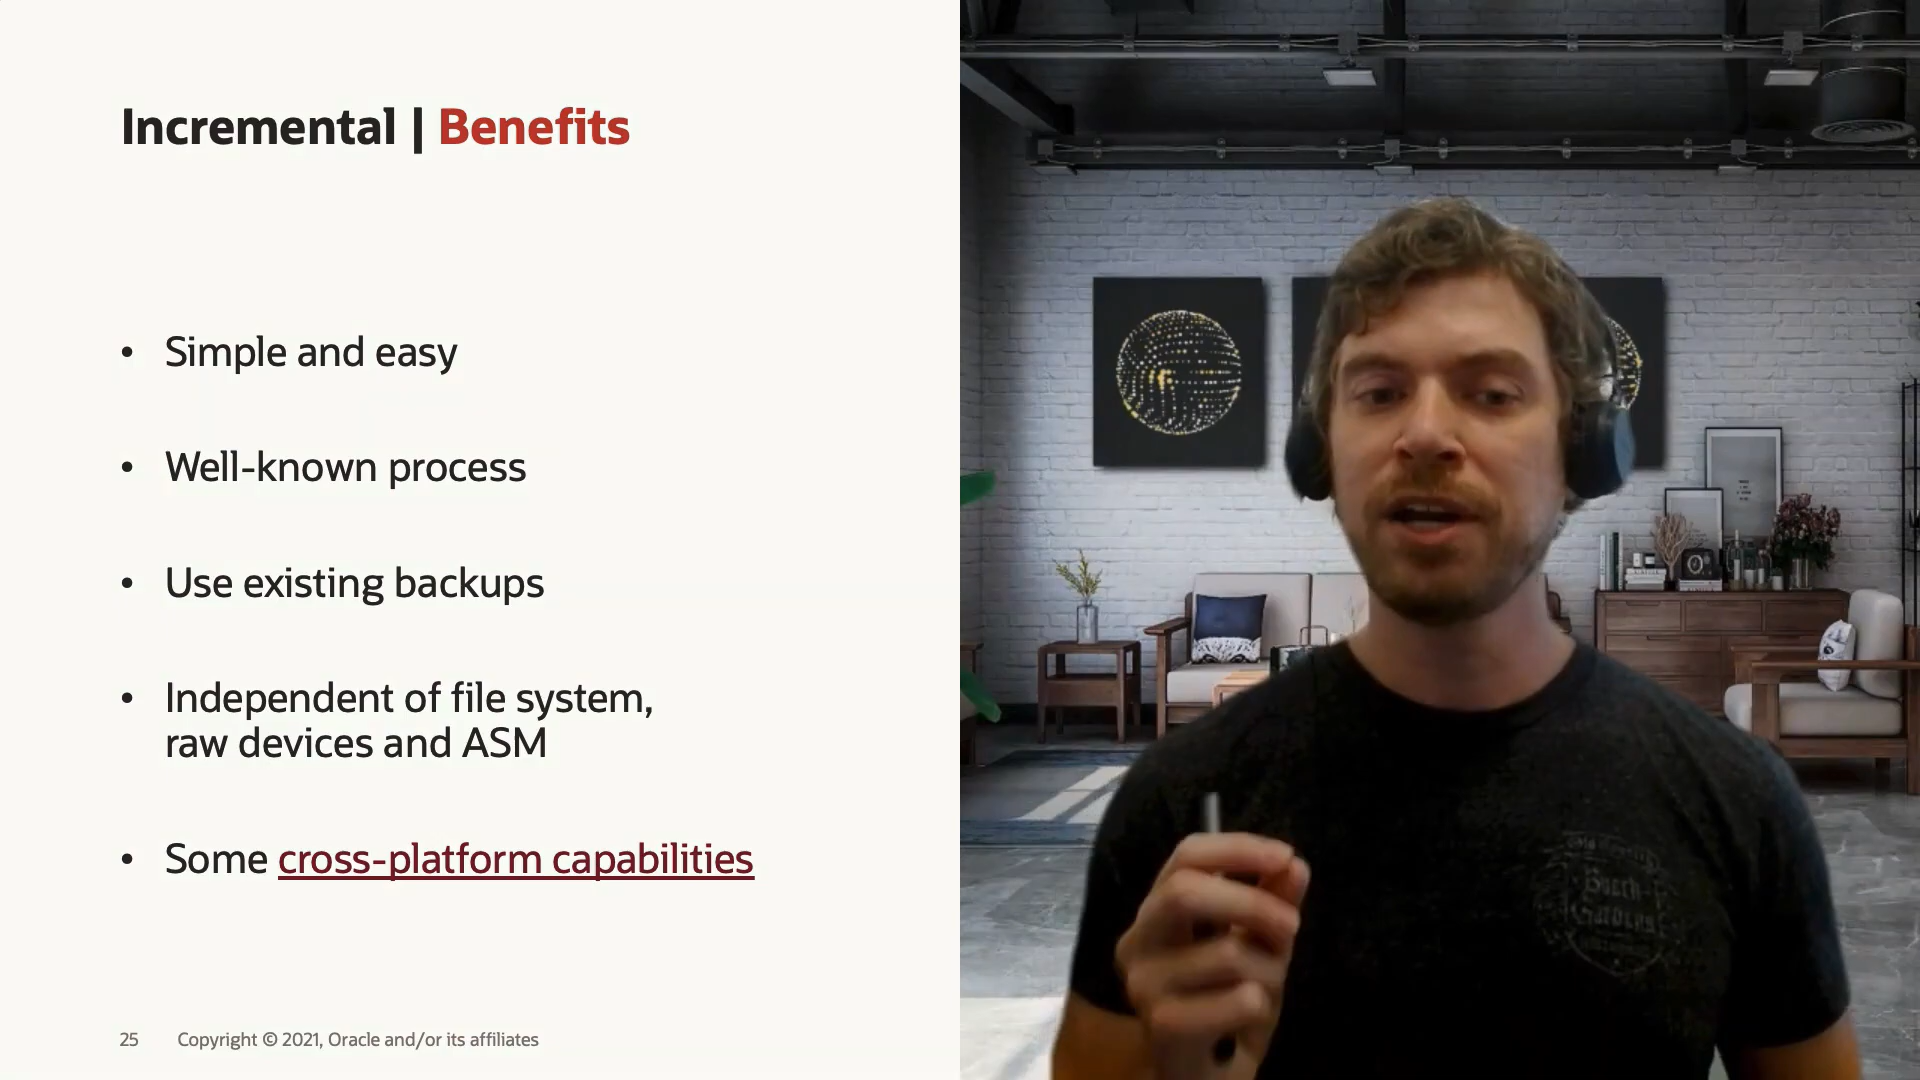 Incremental | Benefits
• Simple and easy
• Well-known process
• Use existing backups
• Independent of file system,
raw devices and ASM
• Some cross-platform capabilities
25 Copyright © 2021, Oracle and/or its affiliates